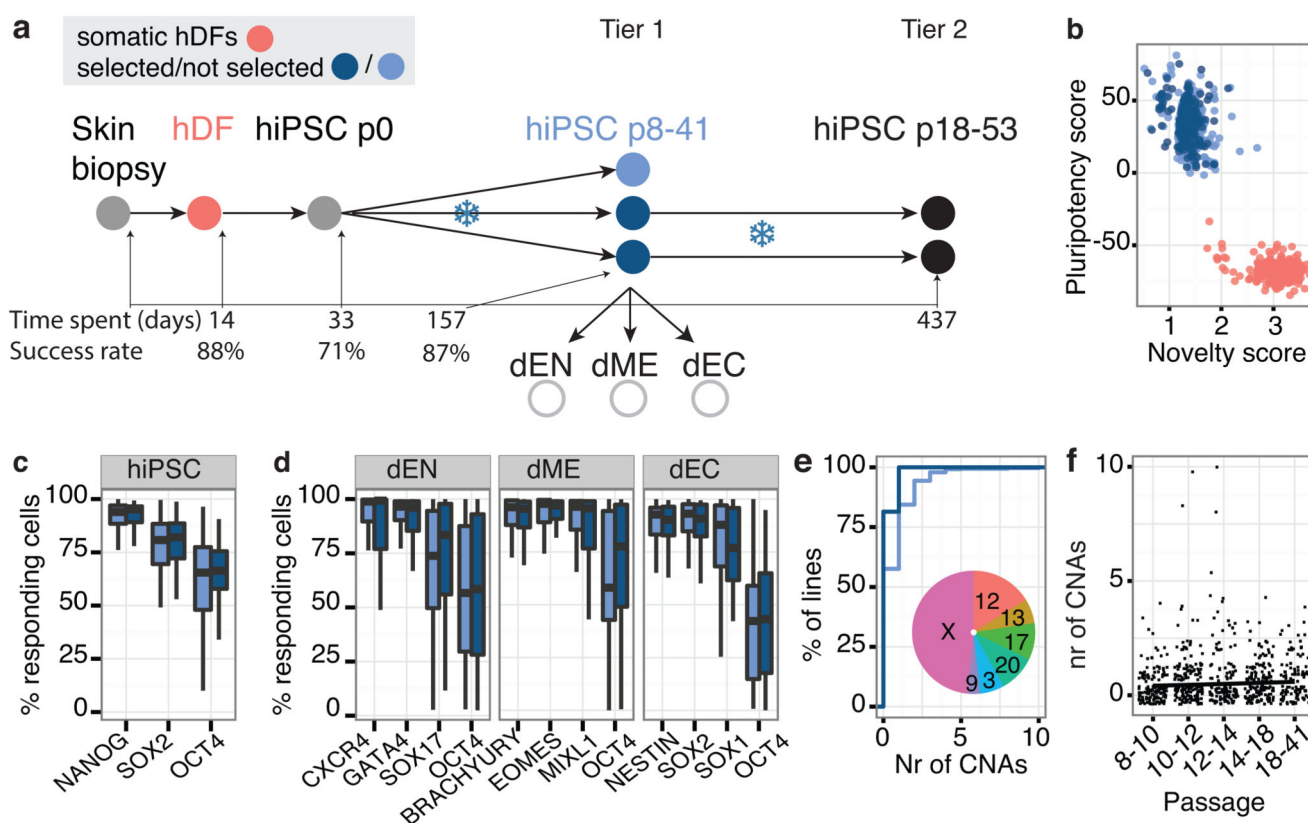 a
somatic hDFs
selected/not selected /
Tier 1
Tier 2
Skin biopsy
hDF
hiPSC p0
hiPSC p8-41
hiPSC p18-53
Time spent (days) 14 33 157 437
Success rate 88% 71% 87%
dEN dME dEC
b
Pluripotency score
50
0
-50
1 2 3
Novelty score
c
hiPSC
% responding cells
100
75
50
25
0
NANOG
SOX2
OCT4
d
dEN
dME
dEC
% responding cells
100
75
50
25
0
CXCR4
GATA4
SOX17
OCT4
BRACHYURY
EOMES
MIXL1
OCT4
NESTIN
SOX2
SOX1
OCT4
e
% of lines
100
75
50
25
0
X
12
13
17
20
3
9
0 5 10
Nr of CNAs
f
nr of CNAs
10
5
0
8-10
10-12
12-14
14-18
18-41
Passage